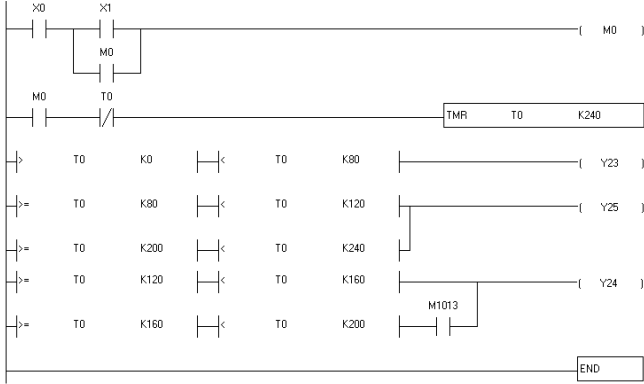 X0 X1
( M0 )
M0
M0 T0
TMR T0 K240
> T0 K0 < T0 K80 ( Y23 )
>= T0 K80 < T0 K120 ( Y25 )
>= T0 K200 < T0 K240
>= T0 K120 < T0 K160 ( Y24 )
M1013
>= T0 K160 < T0 K200
END